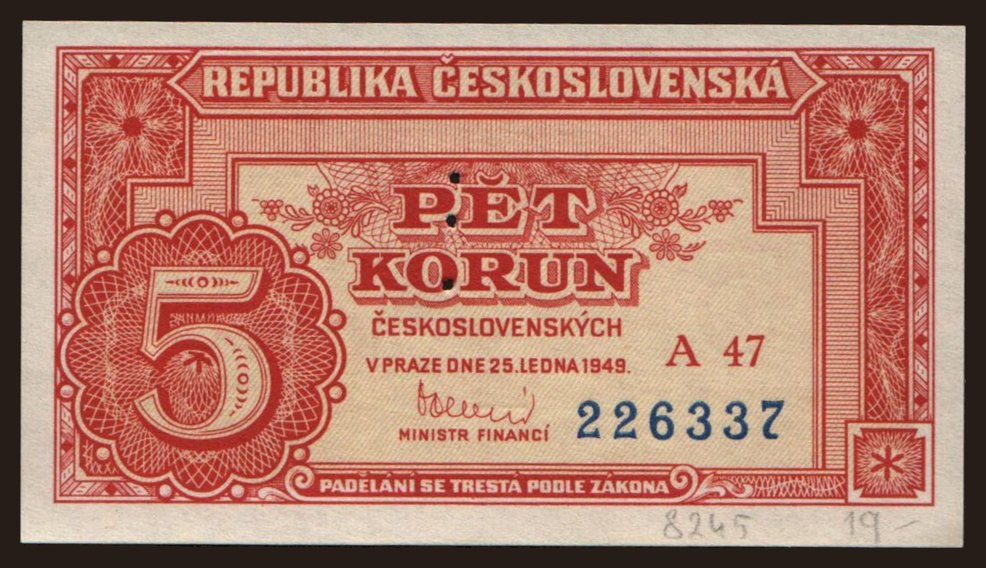 REPUBLIKA ČESKOSLOVENSKÁ
PĚT
KORUN
ČESKOSLOVENSKÝCH
V PRAZE DNE 25. LEDNA 1949.
A 47
226337
MINISTR FINANCÍ
5
PADĚLÁNÍ SE TRESTÁ PODLE ZÁKONA
8245 19 –